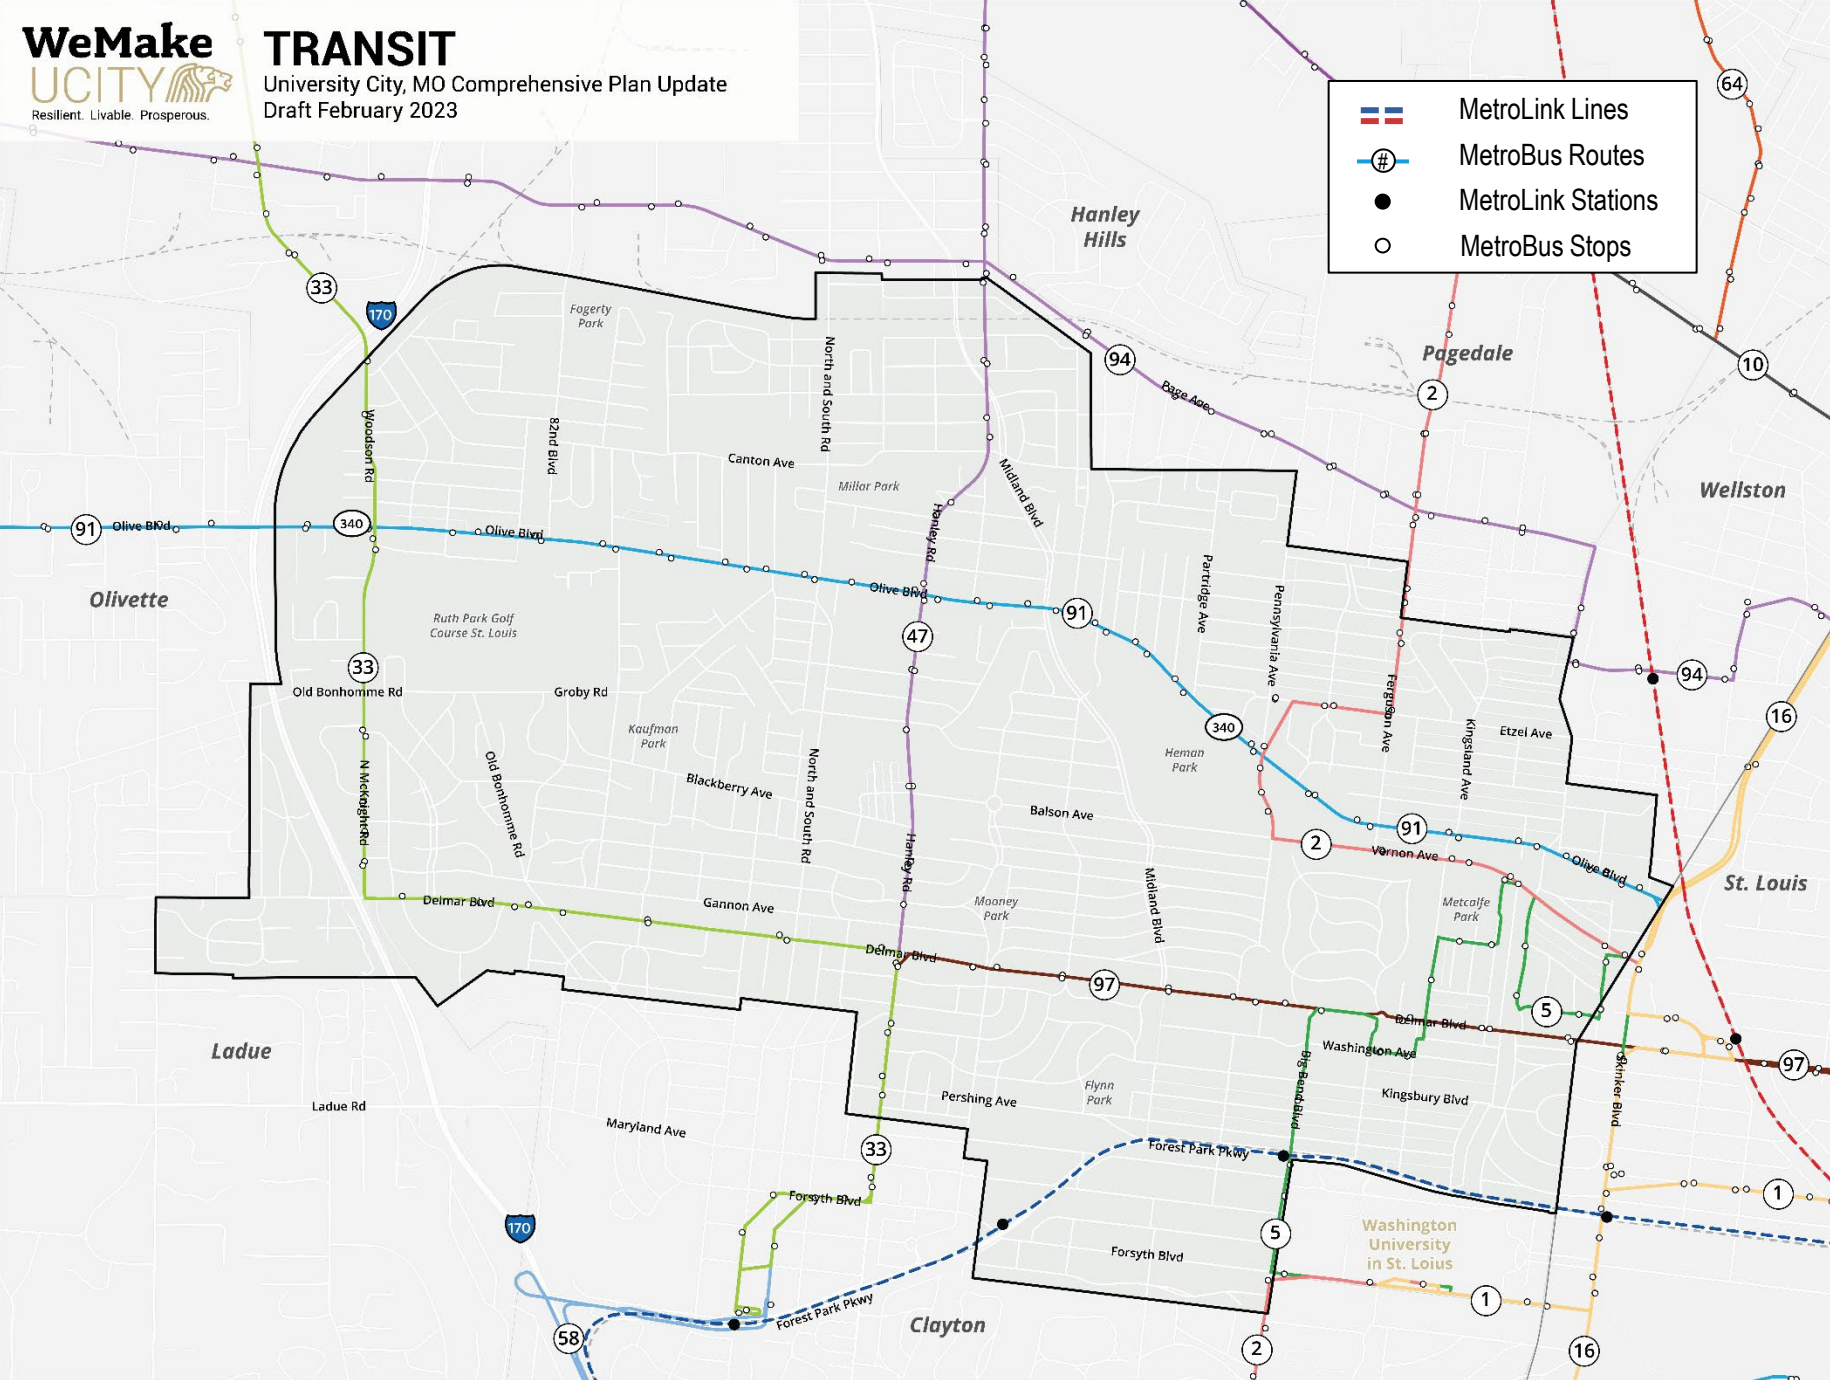 WeMake
UCITY
Resilient. Livable. Prosperous.
TRANSIT
University City, MO Comprehensive Plan Update
Draft February 2023
MetroLink Lines
#
MetroBus Routes
MetroLink Stations
MetroBus Stops
64
Hanley
Hills
33
170
Fogerty
Park
North and South Rd
94
Page Ave
Pagedale
2
10
Woodson Rd
82nd Blvd
Canton Ave
Millar Park
Midland Blvd
Wellston
91
Olive Blvd
340
Olive Blvd
Hanley Rd
Olivette
Olive Blvd
91
Partridge Ave
Pennsylvania Ave
Ruth Park Golf
Course St. Louis
47
33
Old Bonhomme Rd
Groby Rd
94
Ferguson Ave
16
Kaufman
Park
340
Heman
Park
Kingsland Ave
Etzel Ave
N McKnight Rd
Old Bonhomme Rd
Blackberry Ave
North and South Rd
Balson Ave
91
2
Vernon Ave
Olive Blvd
Hanley Rd
St. Louis
Midland Blvd
Delmar Blvd
Gannon Ave
Mooney
Park
Metcalfe
Park
Delmar Blvd
97
5
Delmar Blvd
Ladue
Washington Ave
Big Bend Blvd
97
Skinker Blvd
Flynn
Park
Pershing Ave
Kingsbury Blvd
Ladue Rd
Maryland Ave
33
Forest Park Pkwy
Forsyth Blvd
1
170
5
Washington
University
in St. Loius
Forsyth Blvd
1
Forest Park Pkwy
Clayton
58
2
16